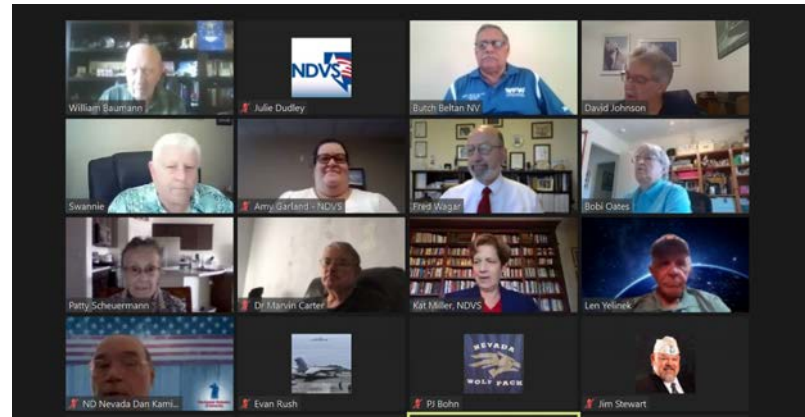 William Baumann
NDVS
Julie Dudley
Butch Beltan NV
VFW
David Johnson
Swannie
Amy Garland - NDVS
Fred Wagar
Bobi Oates
Patty Scheuermann
Dr Marvin Carter
Kat Miller, NDVS
Len Yelinek
ND Nevada Dan Kami...
Evan Rush
NEVADA
WOLF PACK
PJ Bohn
Jim Stewart